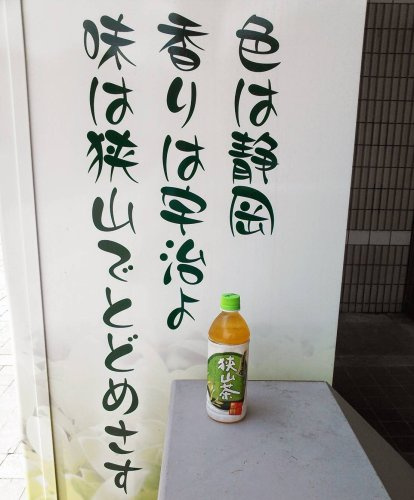 色は静岡
香りは宇治よ
味は狭山でとどめさす
狭山茶